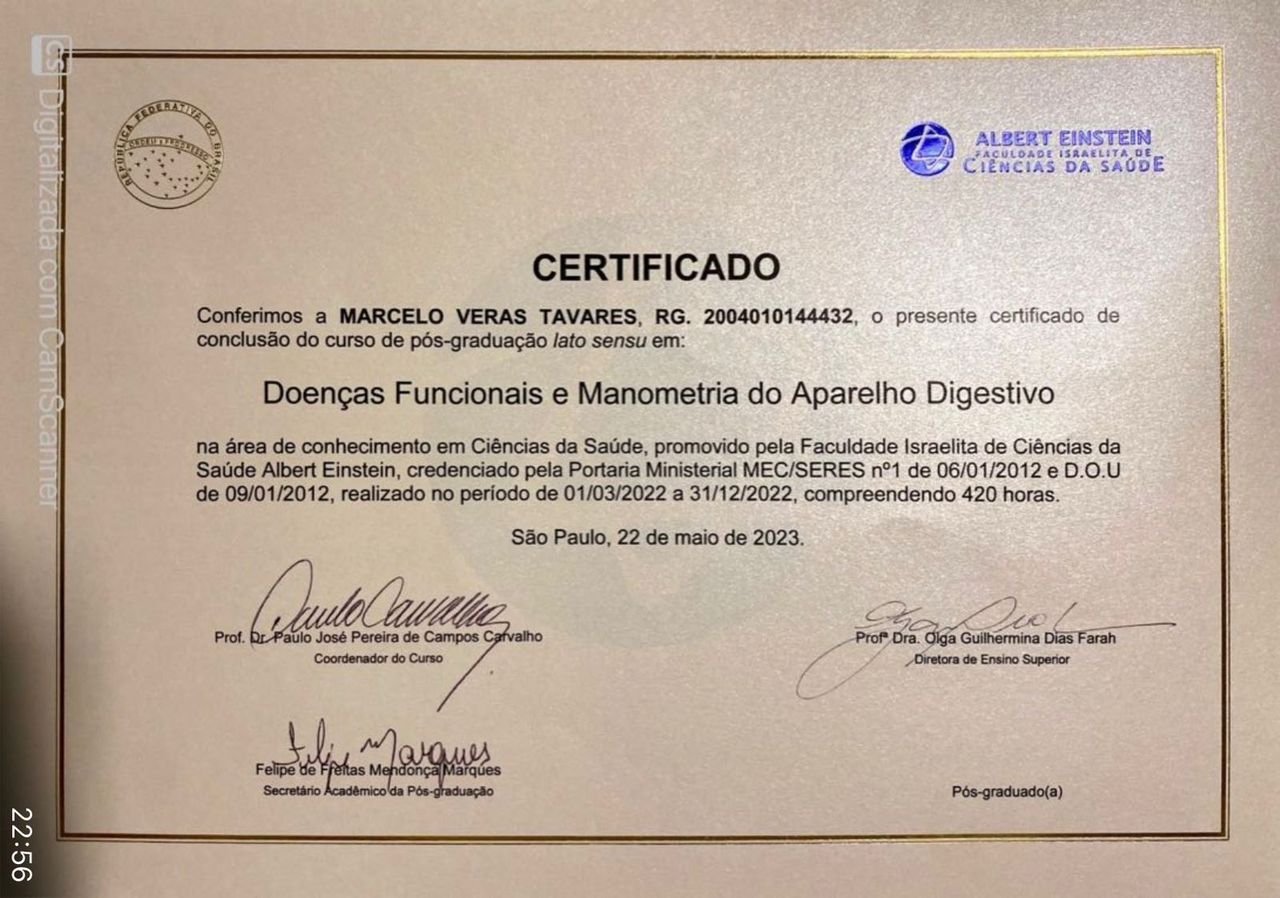 CS Digitalizada com CamScanner
REPÚBLICA FEDERATIVA DO BRASIL
ORDEM E PROGRESSO
ALBERT EINSTEIN
FACULDADE ISRAELITA DE
CIÊNCIAS DA SAÚDE
CERTIFICADO
Conferimos a MARCELO VERAS TAVARES, RG. 2004010144432, o presente certificado de
conclusão do curso de pós-graduação lato sensu em:
Doenças Funcionais e Manometria do Aparelho Digestivo
na área de conhecimento em Ciências da Saúde, promovido pela Faculdade Israelita de Ciências da
Saúde Albert Einstein, credenciado pela Portaria Ministerial MEC/SERES nº1 de 06/01/2012 e D.O.U
de 09/01/2012, realizado no período de 01/03/2022 a 31/12/2022, compreendendo 420 horas.
São Paulo, 22 de maio de 2023.
Paulo Carvalho
Prof. Dr. Paulo José Pereira de Campos Carvalho
Coordenador do Curso
Profª Dra. Olga Guilhermina Dias Farah
Diretora de Ensino Superior
Felipe Marques
Felipe de Freitas Mendonça Marques
Secretário Acadêmico da Pós-graduação
Pós-graduado(a)
22:56